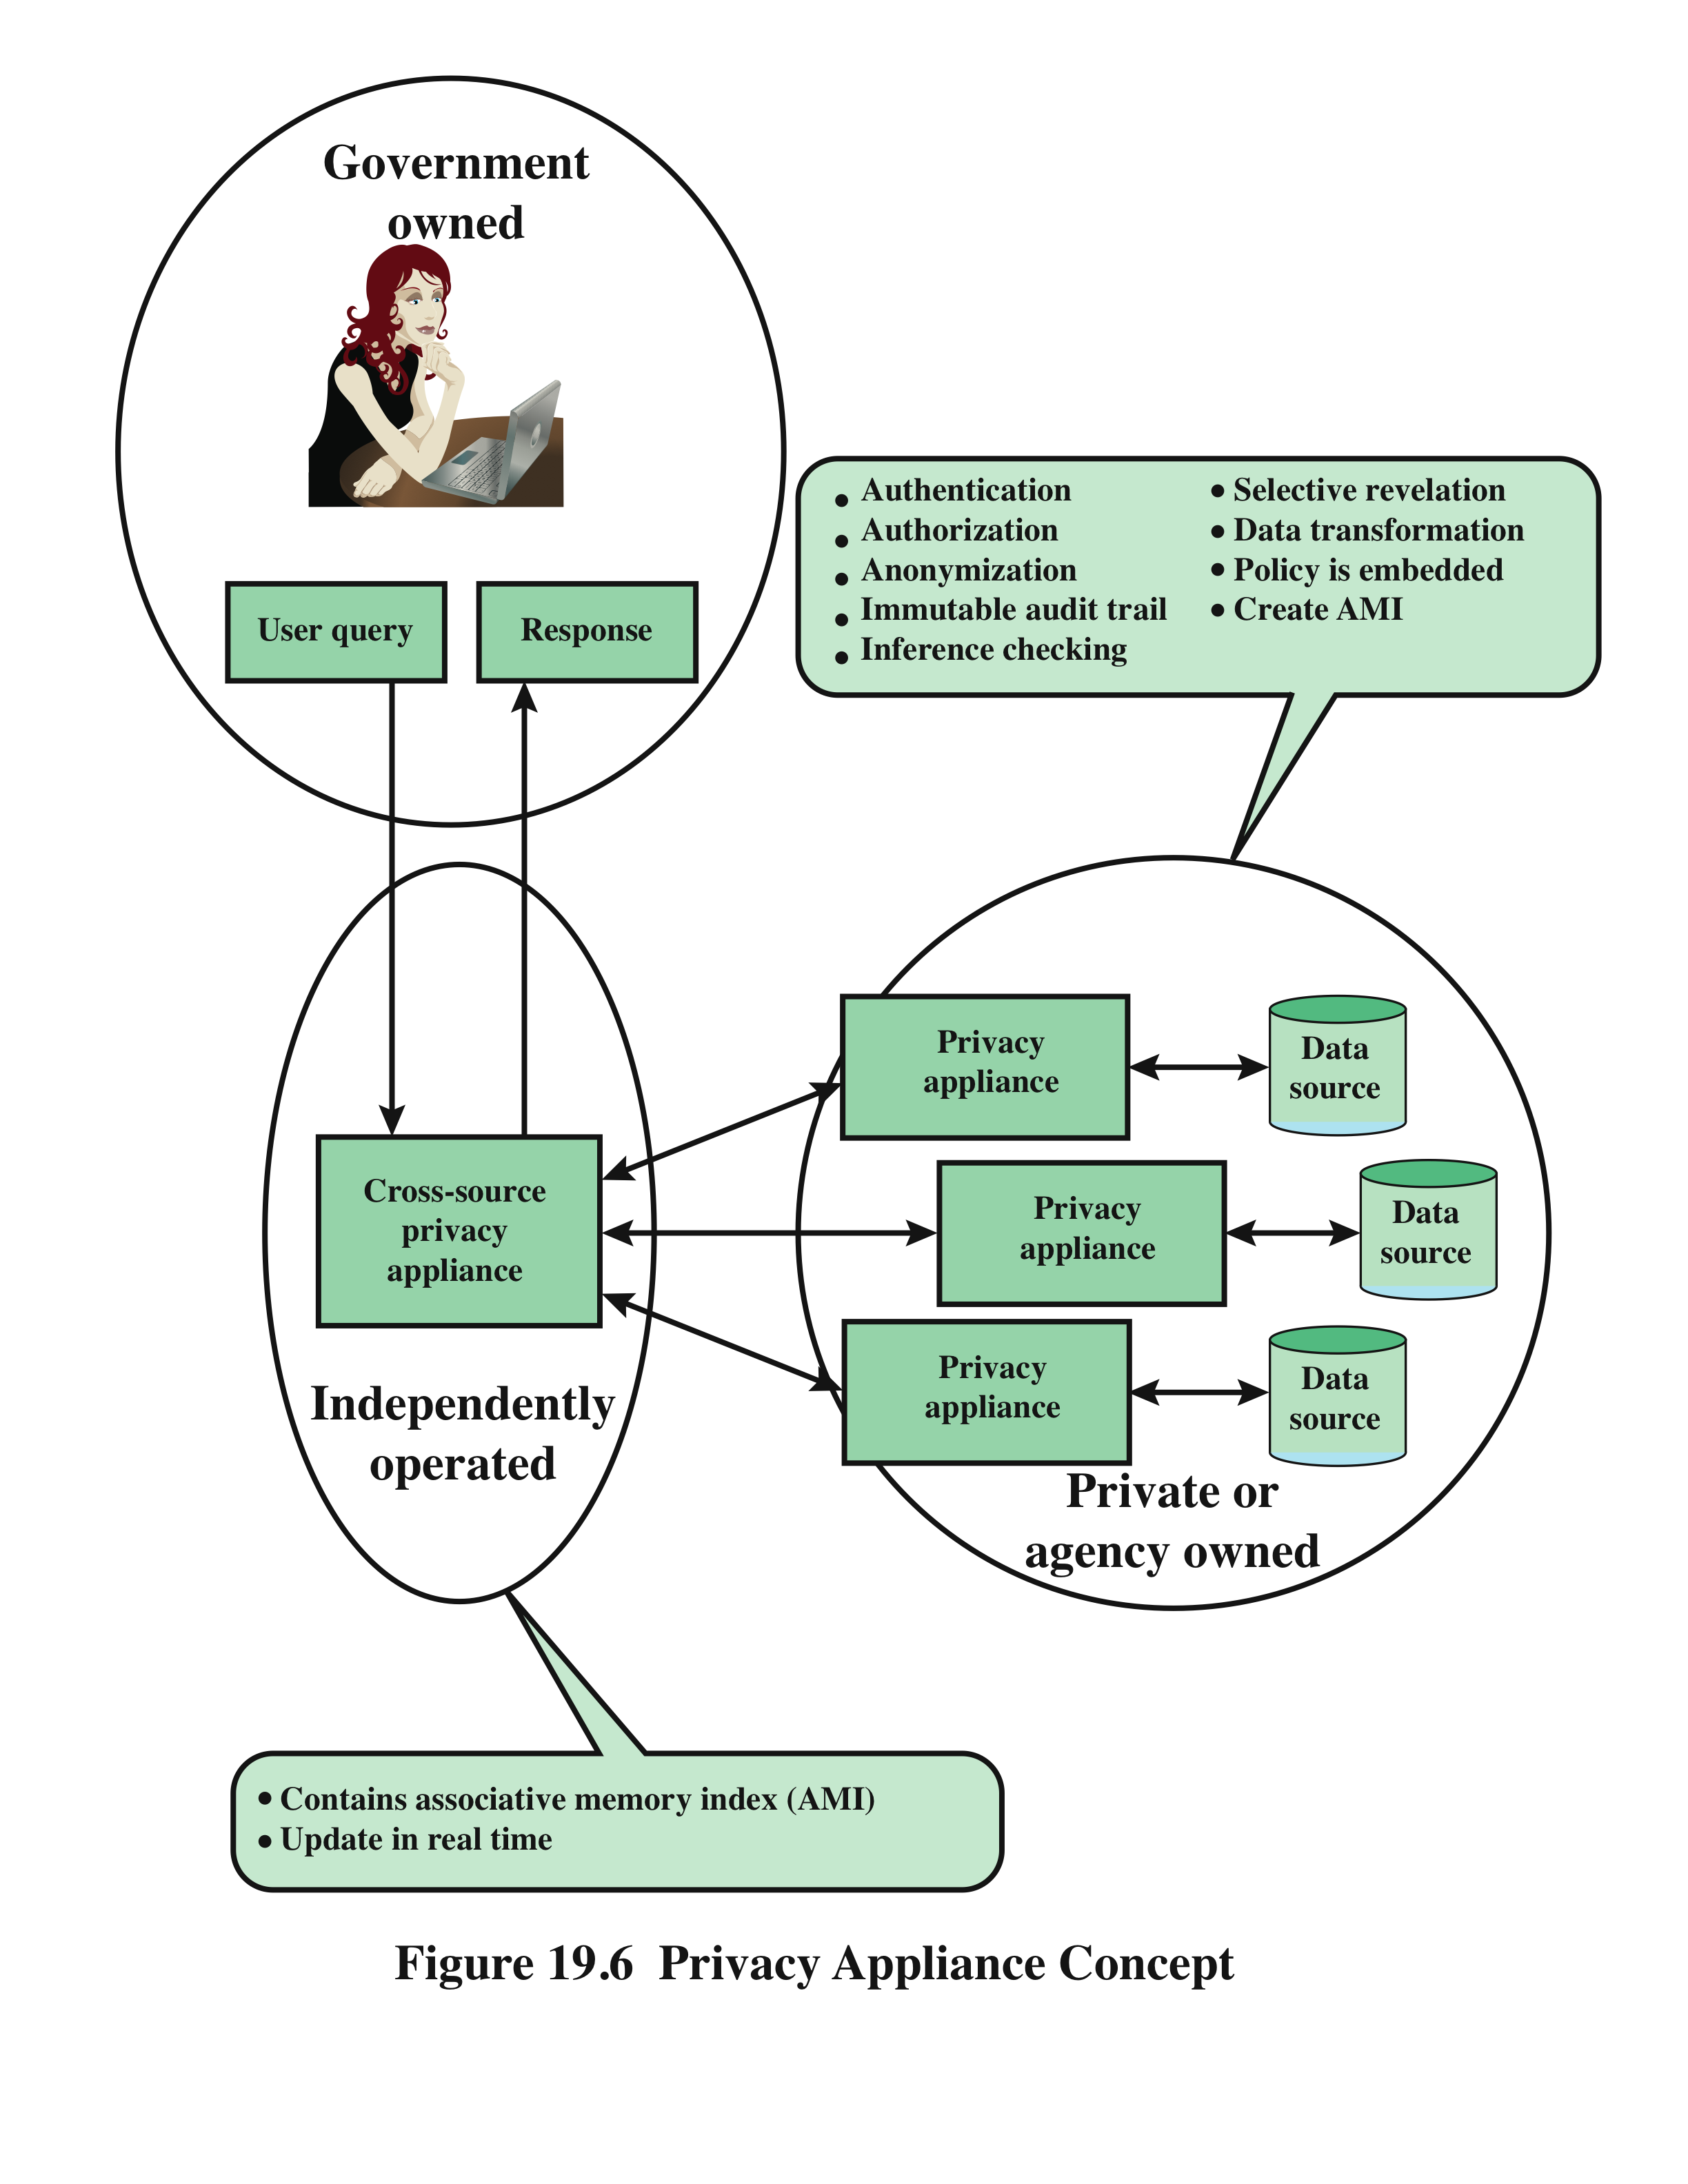 Government
owned
User query
Response
Authentication
Authorization
Anonymization
Immutable audit trail
Inference checking
Selective revelation
Data transformation
Policy is embedded
Create AMI
Cross-source
privacy
appliance
Independently
operated
Privacy
appliance
Data
source
Privacy
appliance
Data
source
Privacy
appliance
Data
source
Private or
agency owned
• Contains associative memory index (AMI)
• Update in real time
Figure 19.6 Privacy Appliance Concept